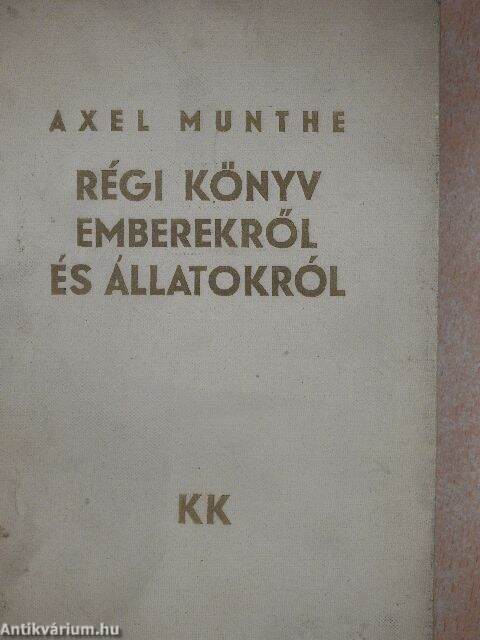 AXEL MUNTHE
RÉGI KÖNYV
EMBEREKRŐL
ÉS ÁLLATOKRÓL
KK
Antikvárium.hu